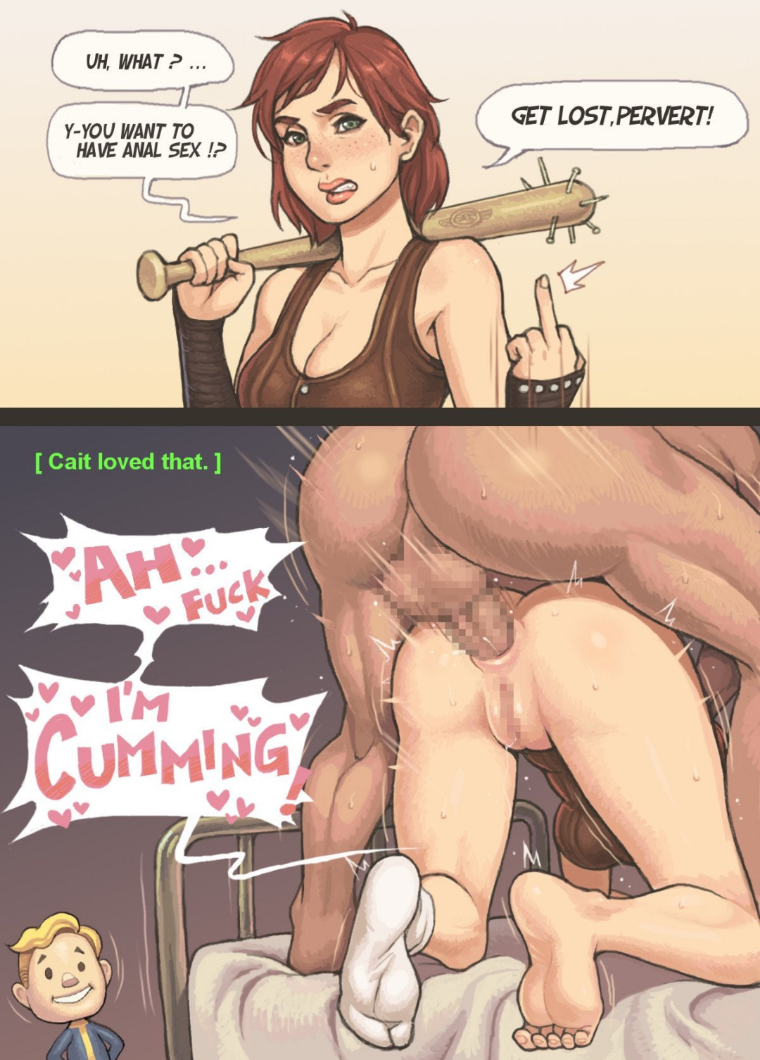 UH, WHAT ? ...
Y-YOU WANT TO
HAVE ANAL SEX !?
GET LOST,PERVERT!
[ Cait loved that. ]
AH...
FUCK
I'M
CUMMING!